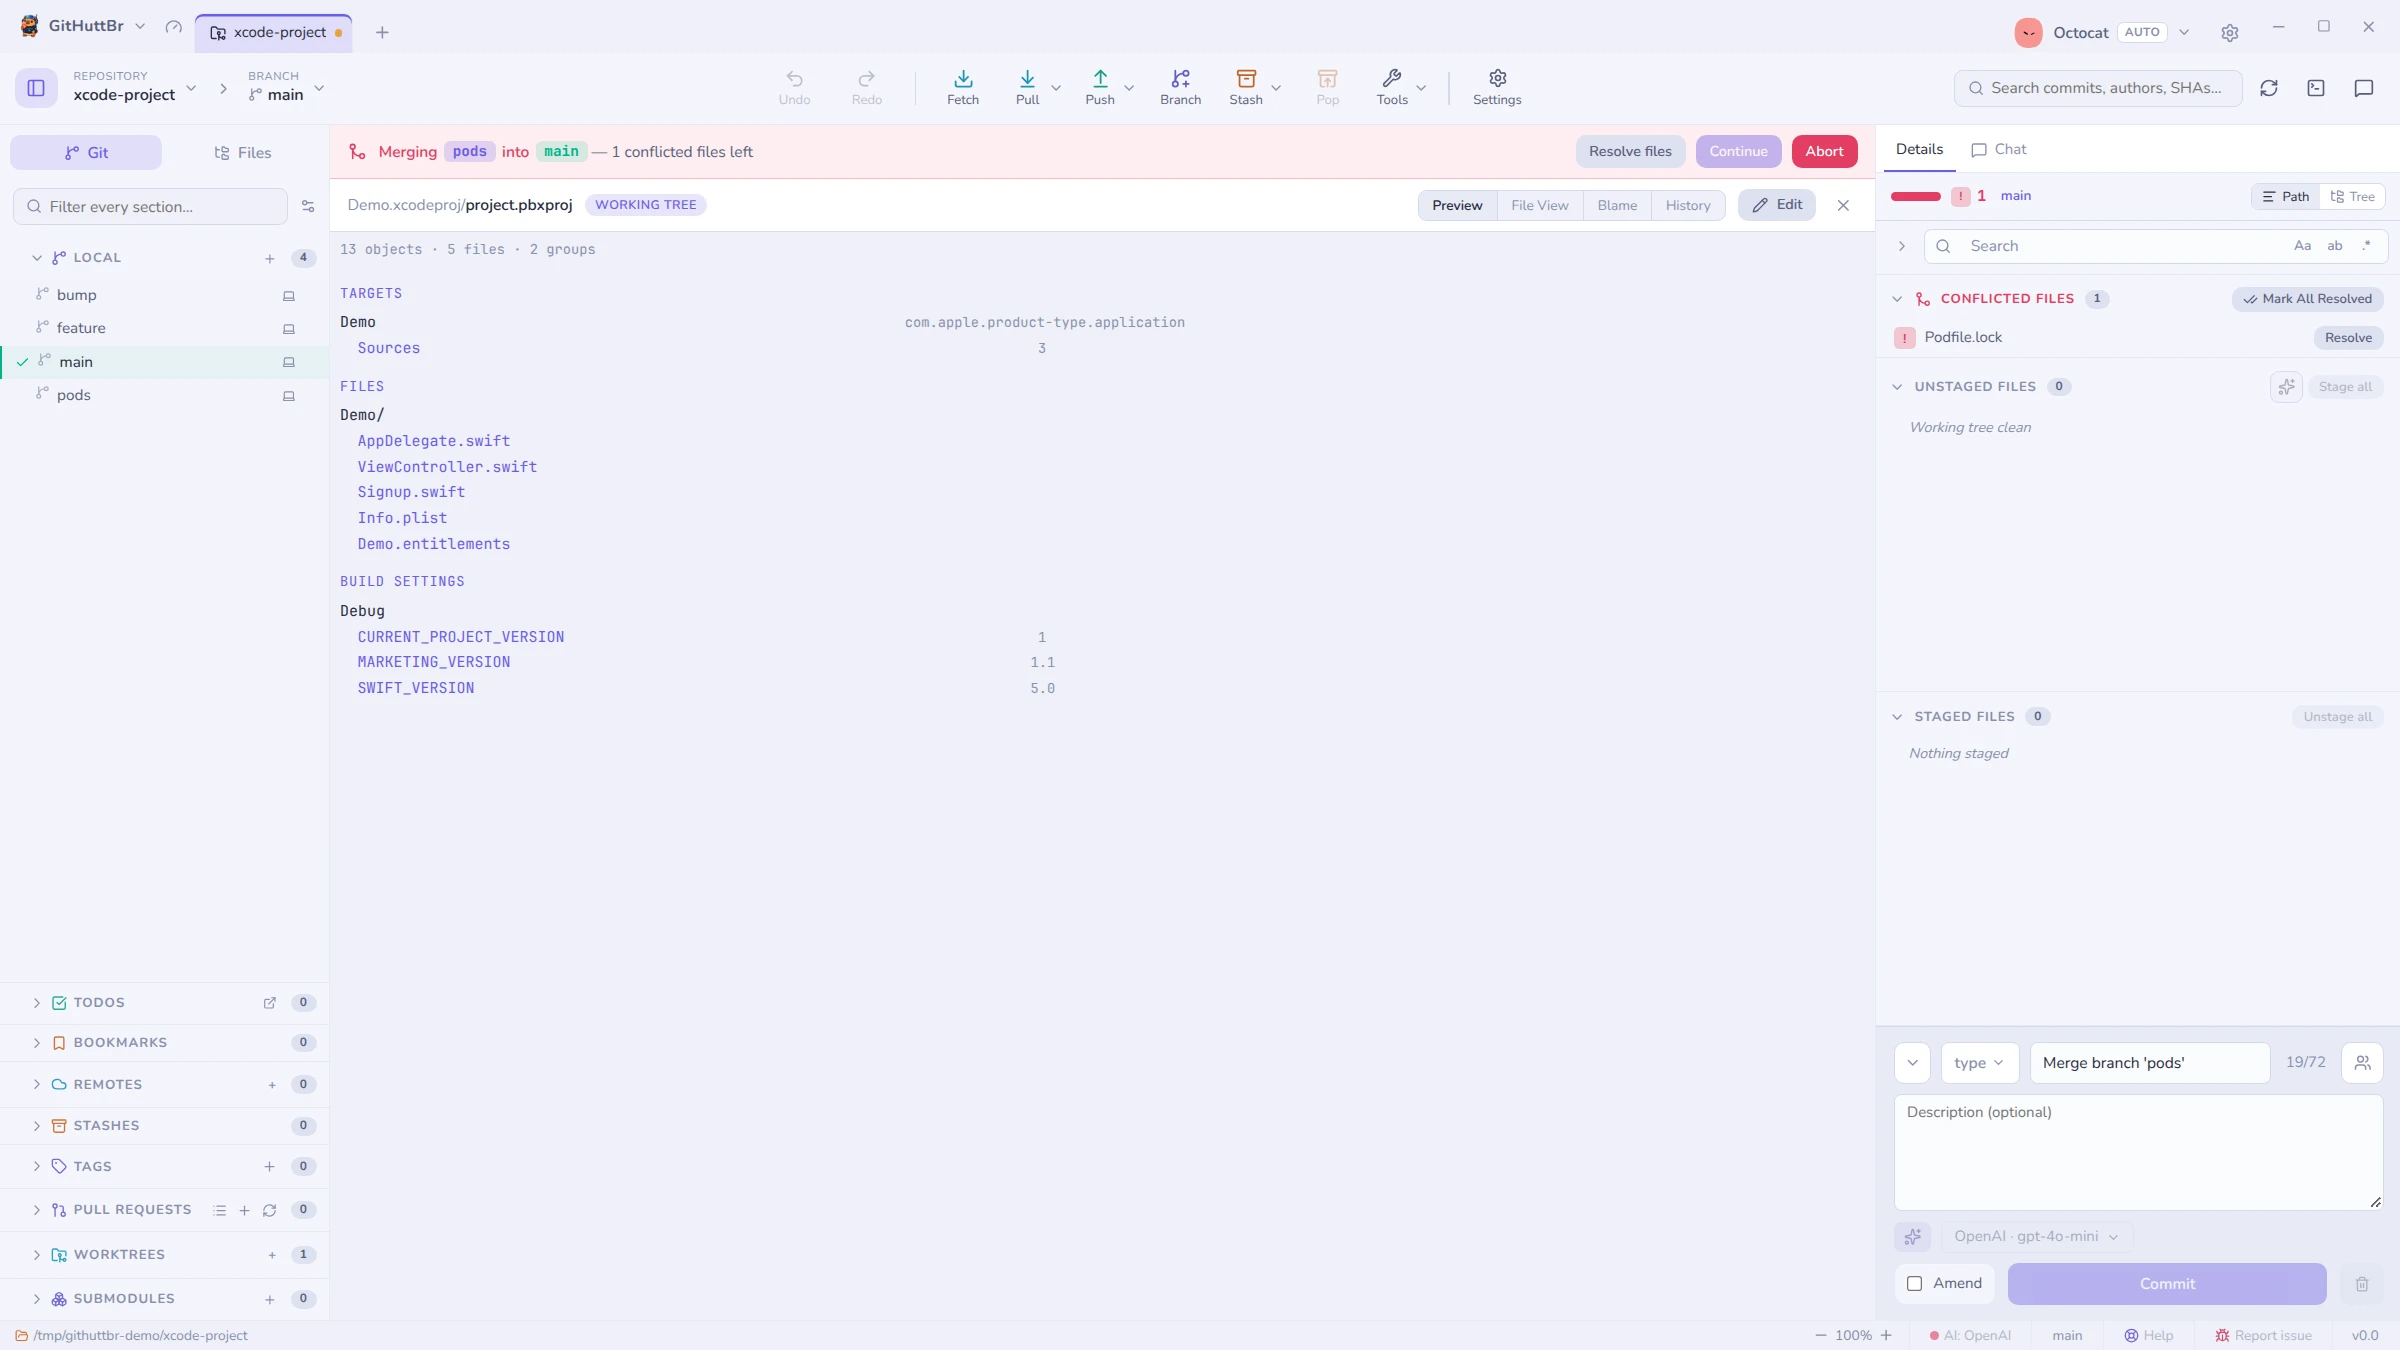 GitHuttBr
xcode-project
Octocat AUTO
REPOSITORY
xcode-project
BRANCH
main
Undo
Redo
Fetch
Pull
Push
Branch
Stash
Pop
Tools
Settings
Search commits, authors, SHAs...
Git
Files
Filter every section...
LOCAL 4
bump
feature
main
pods
TODOS 0
BOOKMARKS 0
REMOTES 0
STASHES 0
TAGS 0
PULL REQUESTS 0
WORKTREES 1
SUBMODULES 0
Merging pods into main — 1 conflicted files left
Resolve files
Continue
Abort
Demo.xcodeproj/project.pbxproj WORKING TREE
Preview
File View
Blame
History
Edit
13 objects · 5 files · 2 groups
TARGETS
Demo com.apple.product-type.application
Sources 3
FILES
Demo/
AppDelegate.swift
ViewController.swift
Signup.swift
Info.plist
Demo.entitlements
BUILD SETTINGS
Debug
CURRENT_PROJECT_VERSION 1
MARKETING_VERSION 1.1
SWIFT_VERSION 5.0
Details
Chat
! 1 main
Path
Tree
Search Aa ab .*
CONFLICTED FILES 1 Mark All Resolved
! Podfile.lock Resolve
UNSTAGED FILES 0 Stage all
Working tree clean
STAGED FILES 0 Unstage all
Nothing staged
type
Merge branch 'pods'
19/72
Description (optional)
OpenAI · gpt-4o-mini
Amend
Commit
/tmp/githuttbr-demo/xcode-project
100%
AI: OpenAI
main
Help
Report issue
v0.0